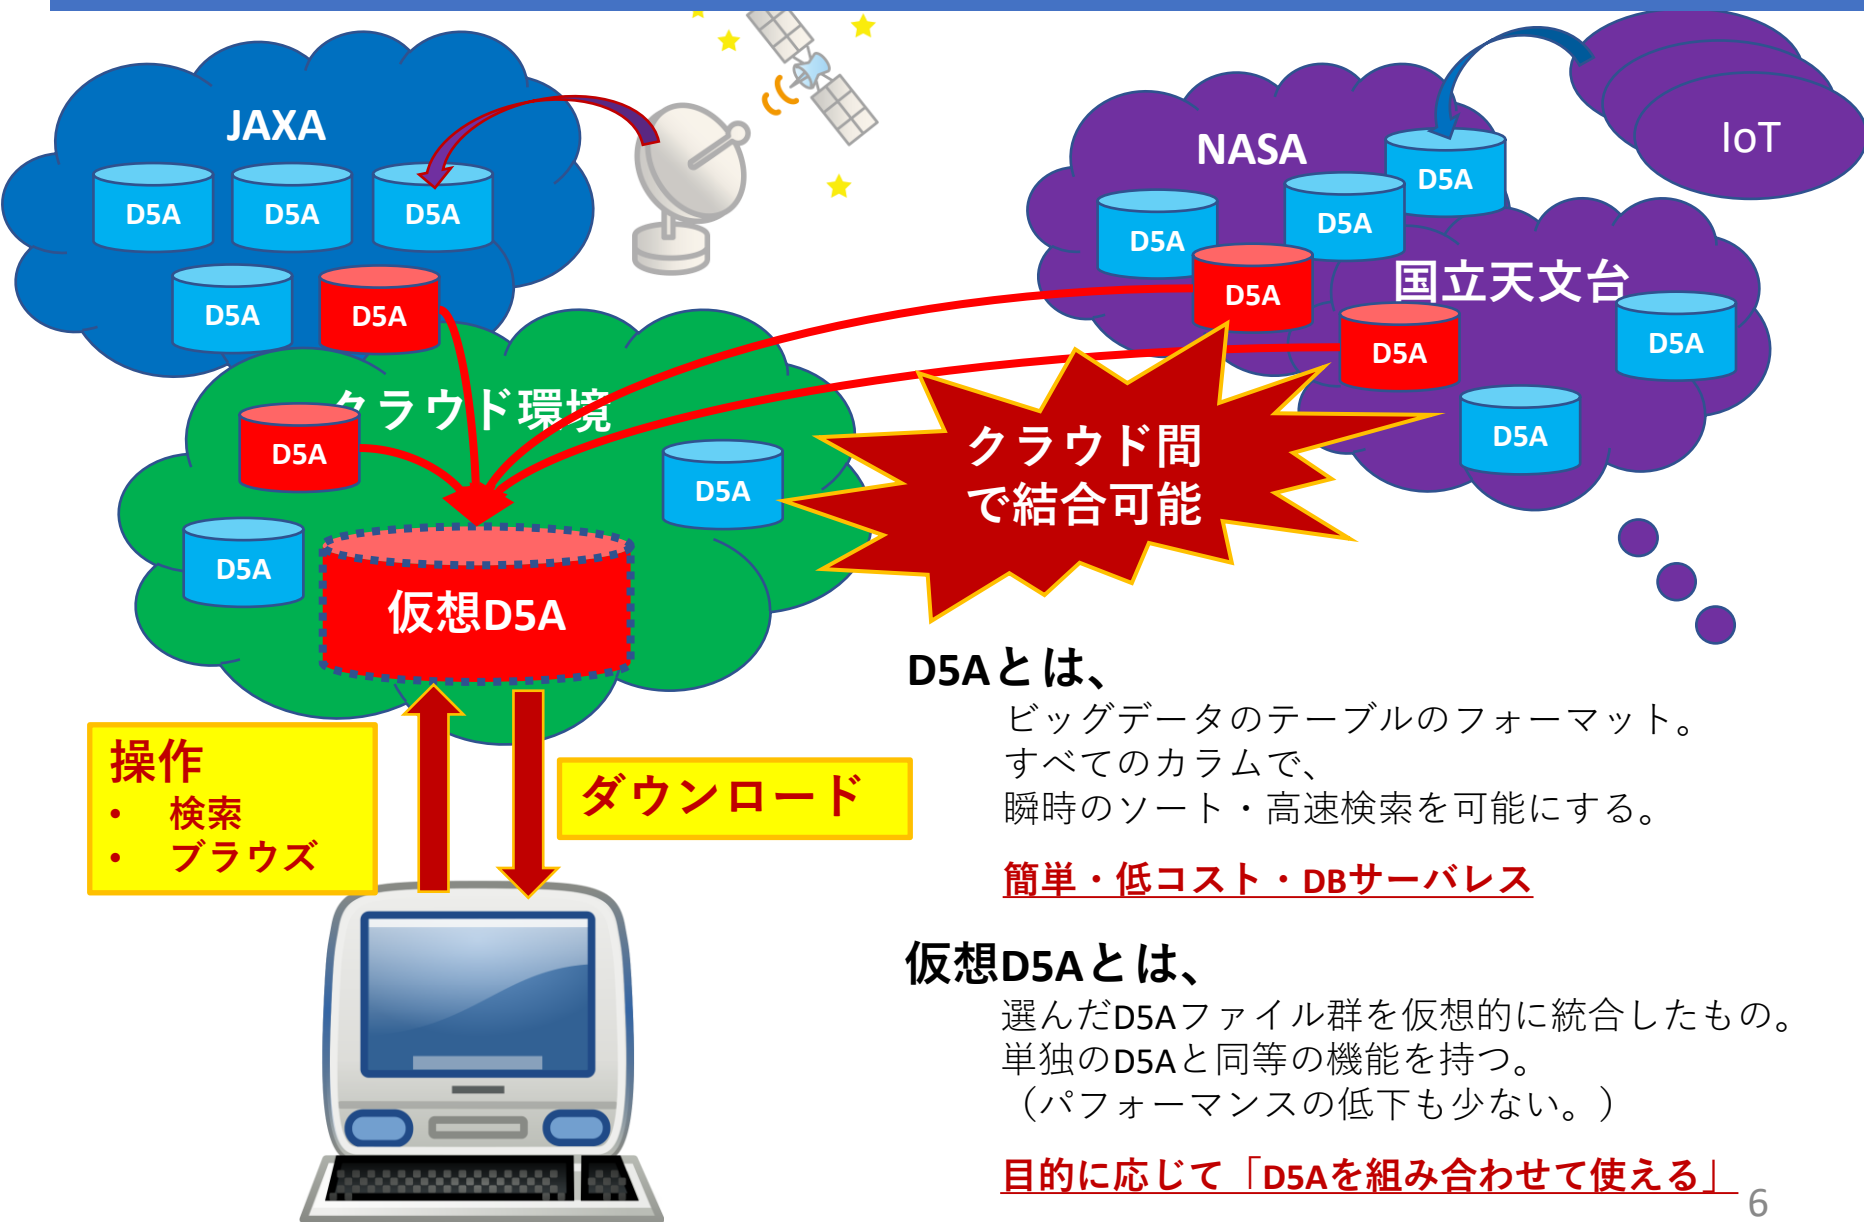 JAXA
D5A
D5A
D5A
D5A
D5A
NASA
D5A
D5A
D5A
D5A
IoT
国立天文台
D5A
D5A
D5A
クラウド環境
D5A
D5A
D5A
仮想D5A
クラウド間
で結合可能
操作
• 検索
• ブラウズ
ダウンロード
D5Aとは、
ビッグデータのテーブルのフォーマット。
すべてのカラムで、
瞬時のソート・高速検索を可能にする。
簡単・低コスト・DBサーバレス
仮想D5Aとは、
選んだD5Aファイル群を仮想的に統合したもの。
単独のD5Aと同等の機能を持つ。
（パフォーマンスの低下も少ない。）
目的に応じて「D5Aを組み合わせて使える」
6